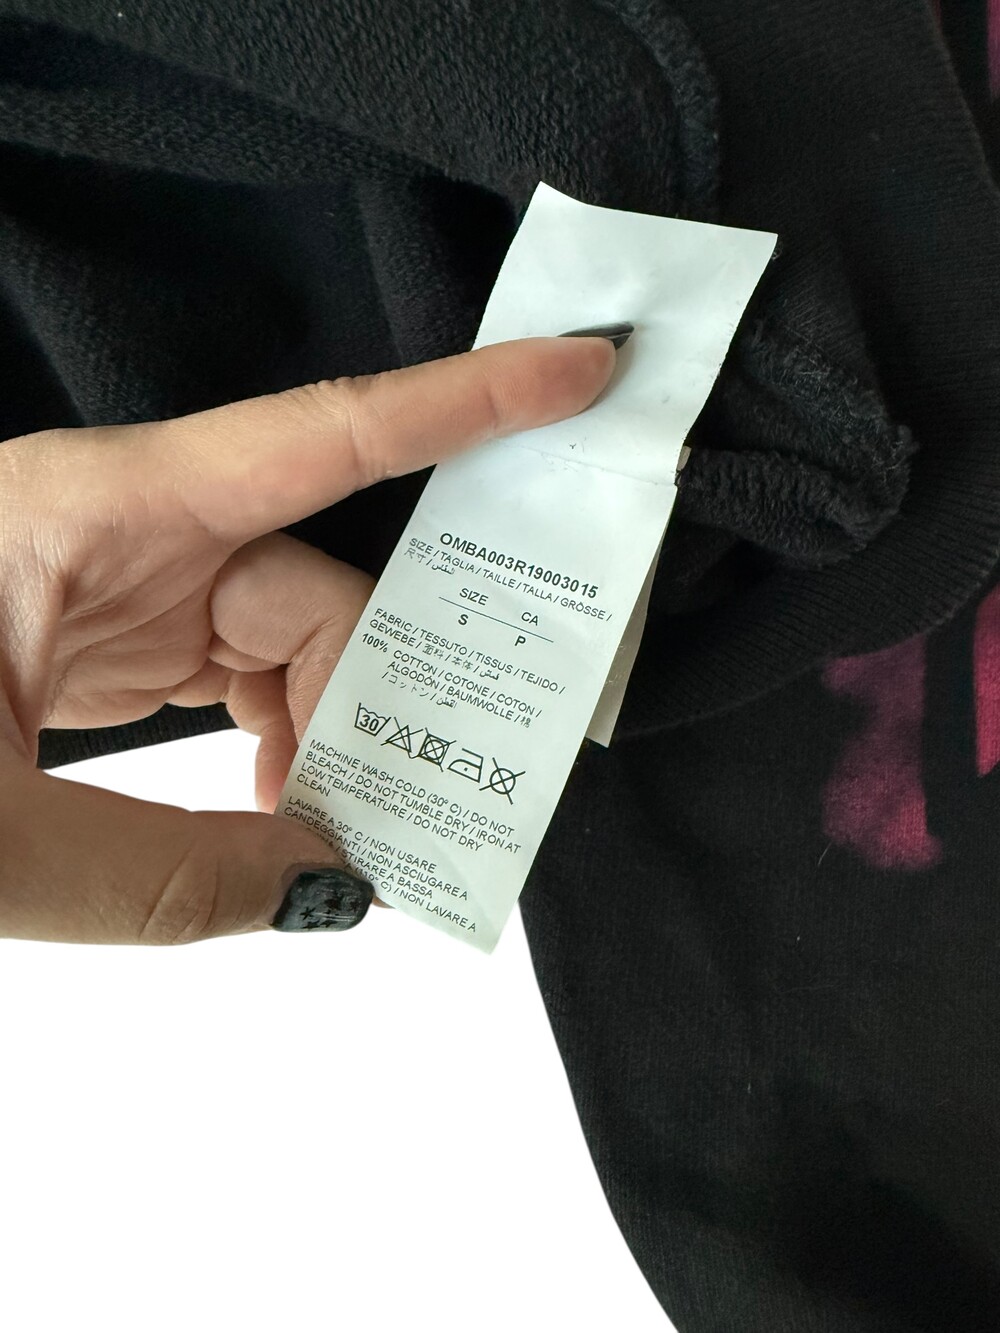 OMBA003R19003015
SIZE / TAGLIA / TAILLE / TALLA / GRÖSSE /
尺寸 / المقاس
SIZE CA
S P
FABRIC / TESSUTO / TISSUS / TEJIDO /
GEWEBE / 面料 / 本体 / قماش
100% COTTON / COTONE / COTON /
ALGODÓN / BAUMWOLLE / 棉
/ コットン / القطن
30
MACHINE WASH COLD (30° C) / DO NOT
BLEACH / DO NOT TUMBLE DRY / IRON AT
LOW TEMPERATURE / DO NOT DRY
CLEAN
LAVARE A 30° C / NON USARE
CANDEGGIANTI / NON ASCIUGARE A
/ STIRARE A BASSA
(110° C) / NON LAVARE A